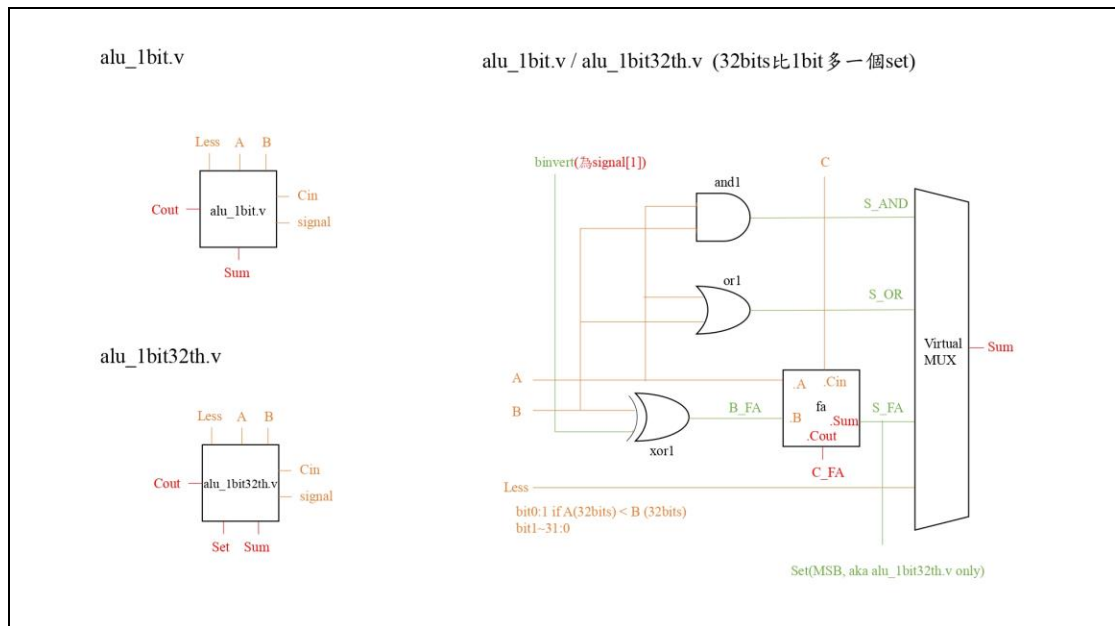 alu_1bit.v
Less A B
Cout
alu_1bit.v
Cin
signal
Sum
alu_1bit32th.v
Less A B
Cout
alu_1bit32th.v
Cin
signal
Set Sum
alu_1bit.v / alu_1bit32th.v (32bits比1bit多一個set)
binvert(為signal[1])
C
and1
S_AND
or1
S_OR
Virtual
MUX
Sum
A
B
.A .Cin
fa
.B
.Sum
.Cout
B_FA
S_FA
xor1
C_FA
Less
bit0:1 if A(32bits) < B (32bits)
bit1~31:0
Set(MSB, aka alu_1bit32th.v only)